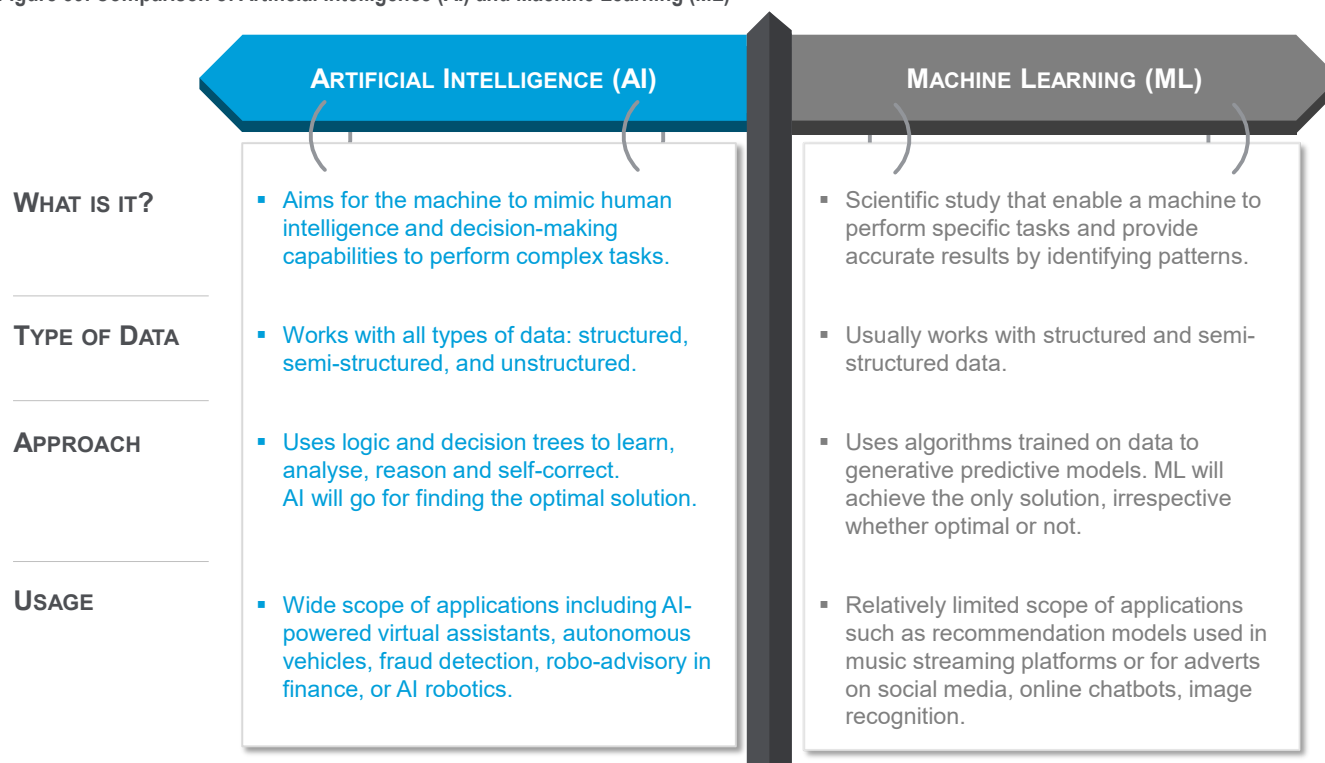 ARTIFICIAL INTELLIGENCE (AI)
MACHINE LEARNING (ML)
WHAT IS IT?
▪ Aims for the machine to mimic human
intelligence and decision-making
capabilities to perform complex tasks.
▪ Scientific study that enable a machine to
perform specific tasks and provide
accurate results by identifying patterns.
TYPE OF DATA
▪ Works with all types of data: structured,
semi-structured, and unstructured.
▪ Usually works with structured and semi-
structured data.
APPROACH
▪ Uses logic and decision trees to learn,
analyse, reason and self-correct.
AI will go for finding the optimal solution.
▪ Uses algorithms trained on data to
generative predictive models. ML will
achieve the only solution, irrespective
whether optimal or not.
USAGE
▪ Wide scope of applications including AI-
powered virtual assistants, autonomous
vehicles, fraud detection, robo-advisory in
finance, or AI robotics.
▪ Relatively limited scope of applications
such as recommendation models used in
music streaming platforms or for adverts
on social media, online chatbots, image
recognition.